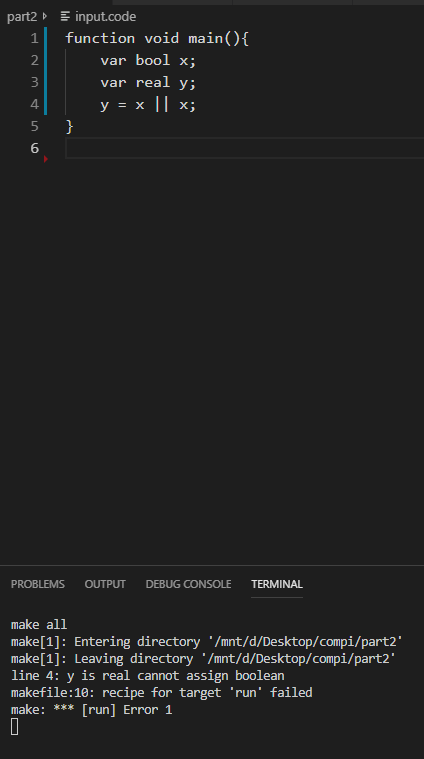 part2 input.code
1 function void main(){
2 var bool x;
3 var real y;
4 y = x || x;
5 }
6
PROBLEMS OUTPUT DEBUG CONSOLE TERMINAL
make all
make[1]: Entering directory '/mnt/d/Desktop/compi/part2'
make[1]: Leaving directory '/mnt/d/Desktop/compi/part2'
line 4: y is real cannot assign boolean
makefile:10: recipe for target 'run' failed
make: *** [run] Error 1